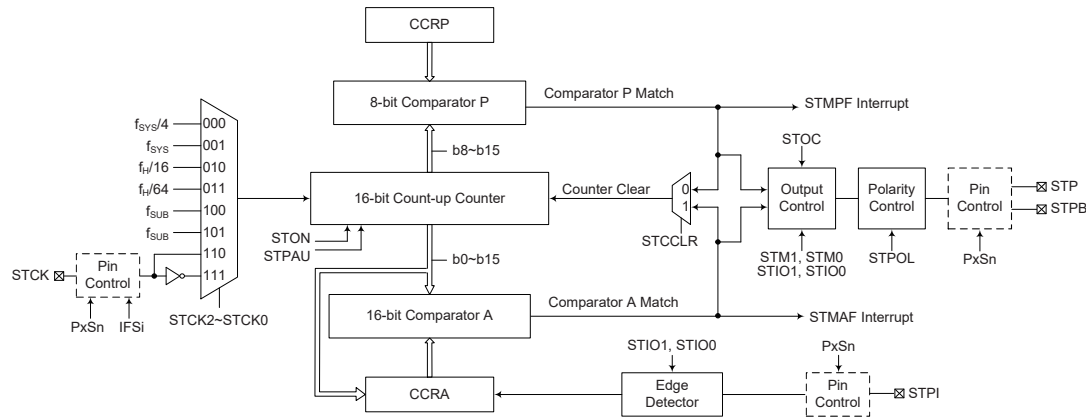 CCRP
8-bit Comparator P
Comparator P Match
STMPF Interrupt
b8~b15
fSYS/4
000
fSYS
001
fH/16
010
fH/64
011
fSUB
100
fSUB
101
110
111
16-bit Count-up Counter
Counter Clear
0
1
STCCLR
STOC
Output
Control
Polarity
Control
Pin
Control
STP
STPB
STON
STPAU
STM1, STM0
STIO1, STIO0
STPOL
PxSn
b0~b15
STCK
Pin
Control
PxSn
IFSi
STCK2~STCK0
16-bit Comparator A
Comparator A Match
STMAF Interrupt
STIO1, STIO0
PxSn
CCRA
Edge
Detector
Pin
Control
STPI